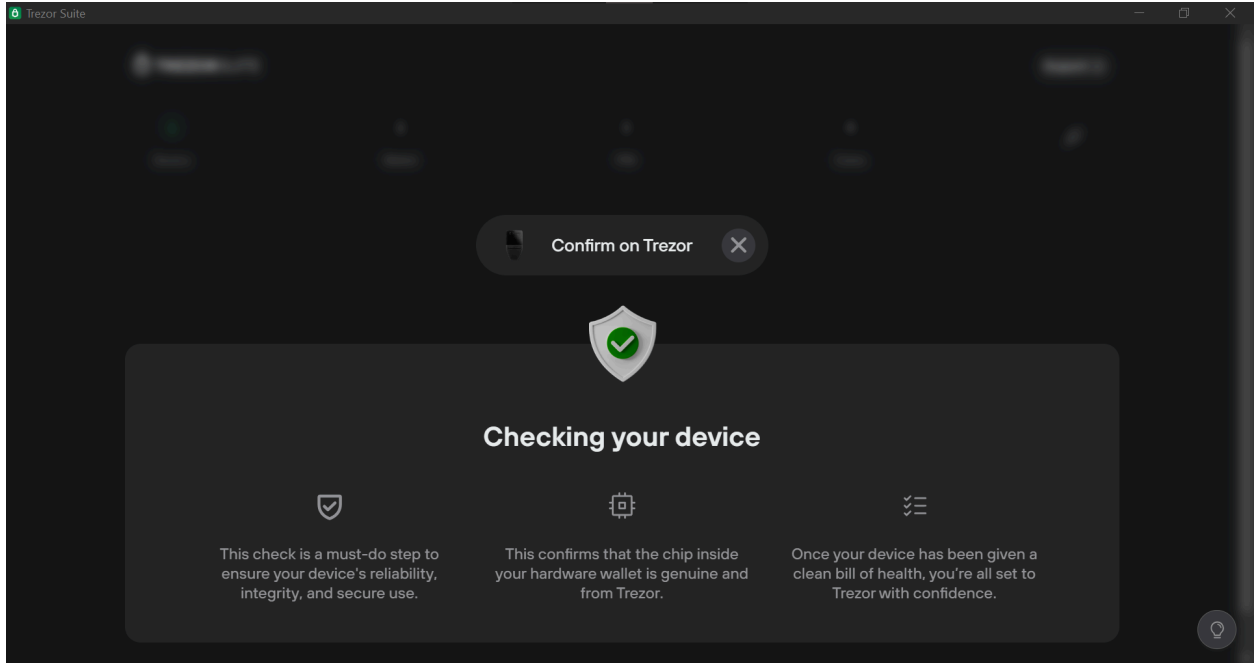 Trezor Suite
Confirm on Trezor
Checking your device
This check is a must-do step to
ensure your device's reliability,
integrity, and secure use.
This confirms that the chip inside
your hardware wallet is genuine and
from Trezor.
Once your device has been given a
clean bill of health, you're all set to
Trezor with confidence.